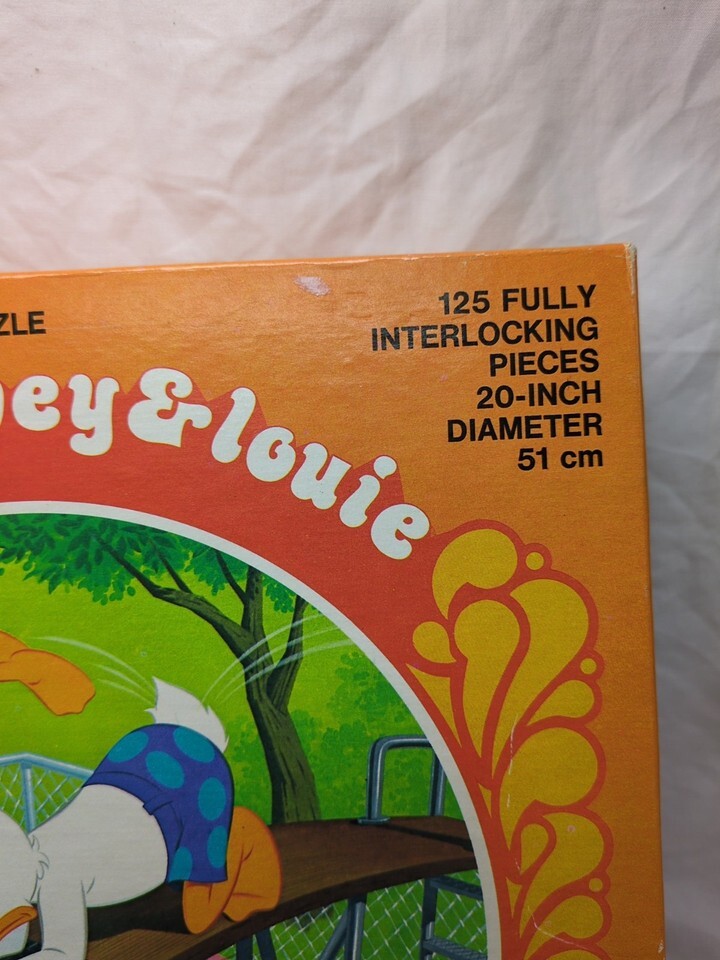 ZLE
125 FULLY
INTERLOCKING
PIECES
20-INCH
DIAMETER
51 cm
ey&louie